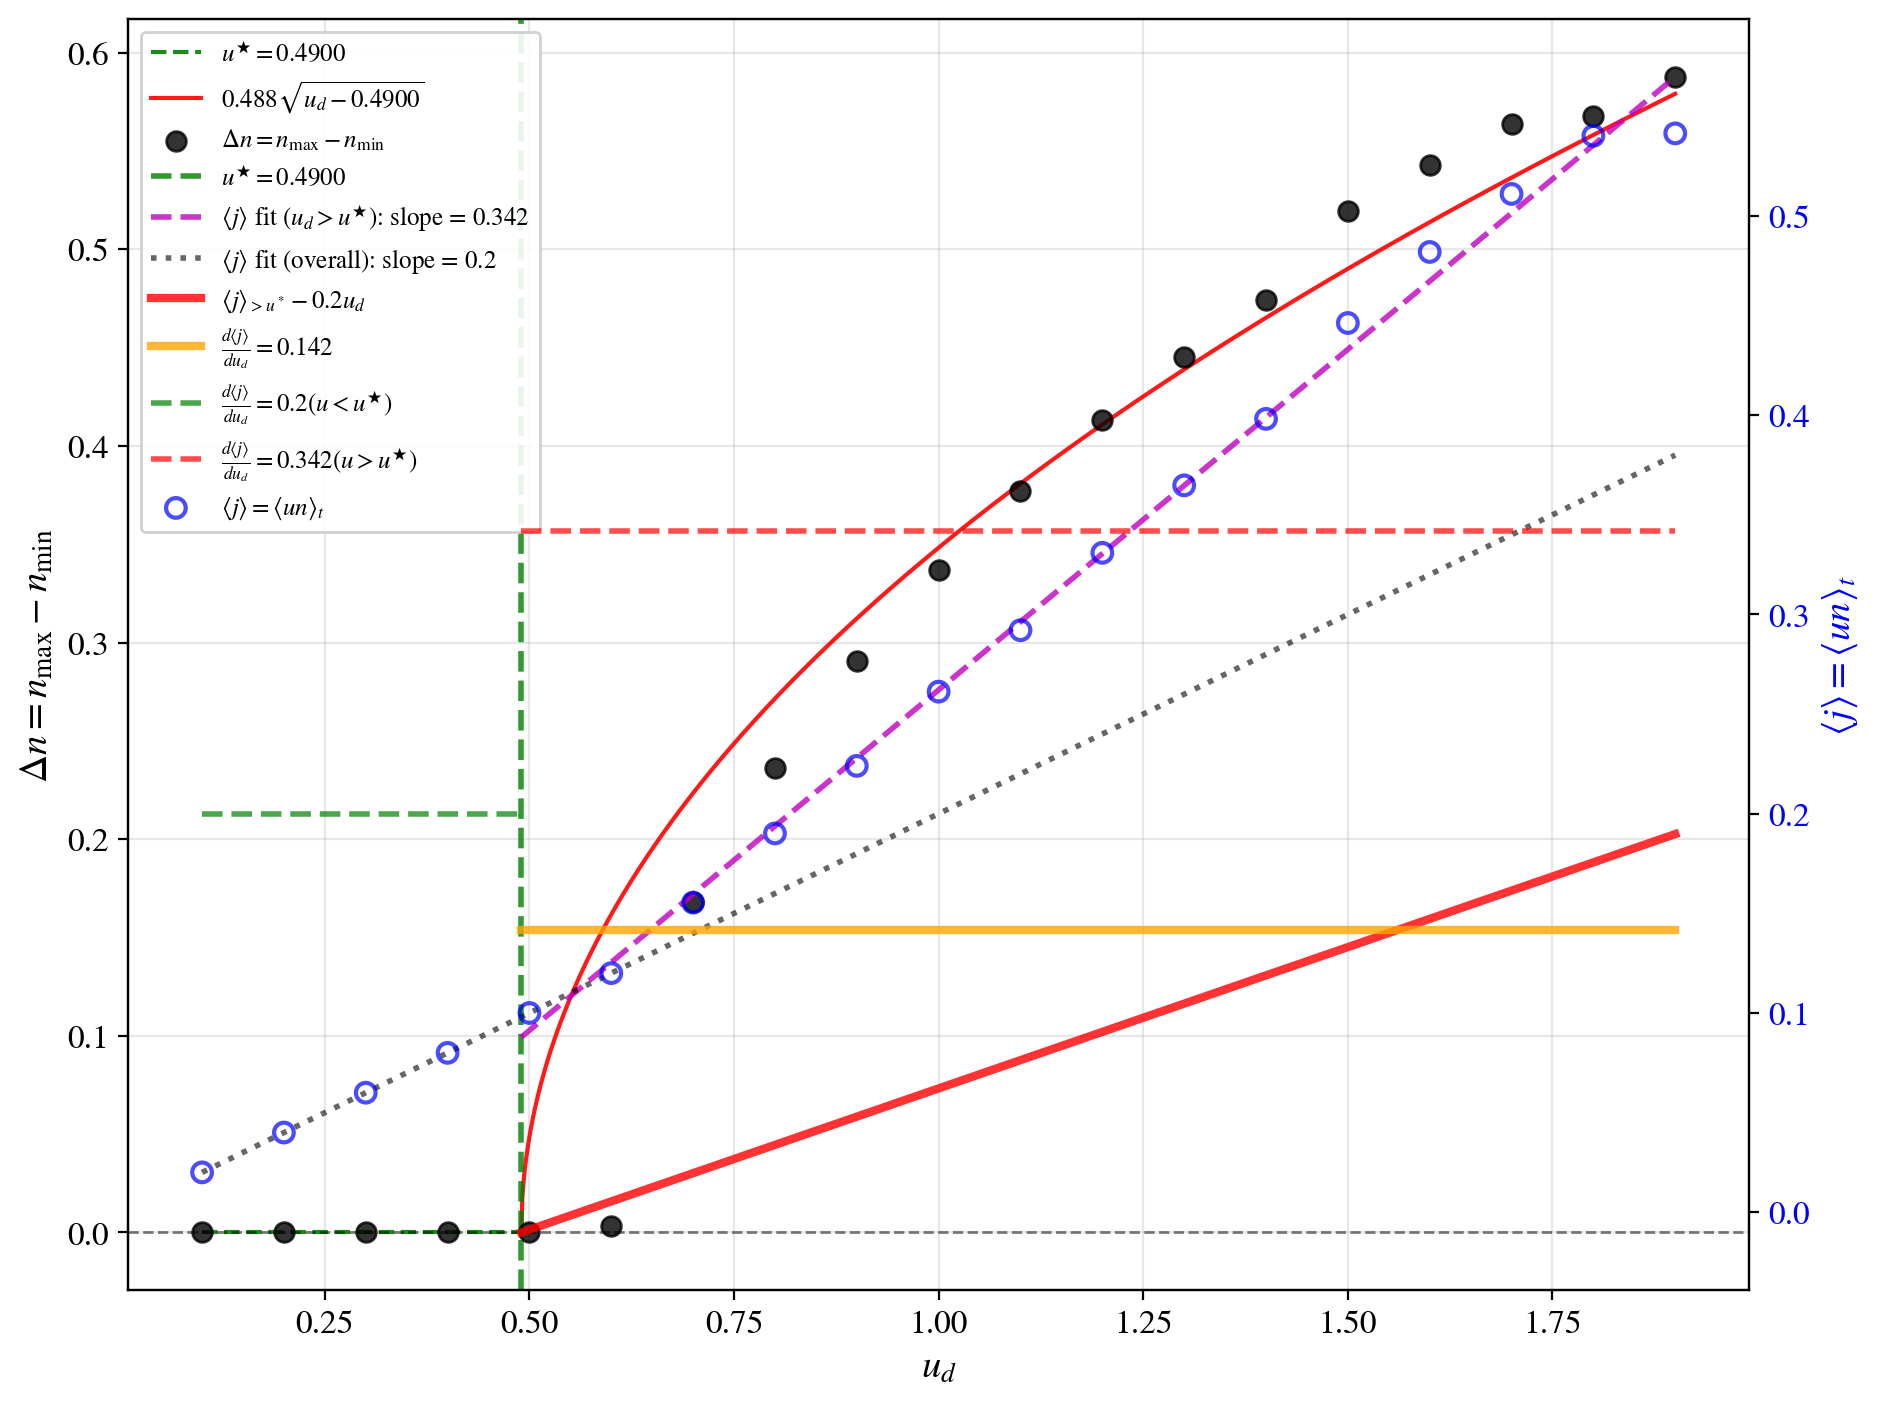 u★ = 0.4900
0.488√(u_d − 0.4900)
Δn = n_max − n_min
u★ = 0.4900
⟨j⟩ fit (u_d > u★): slope = 0.342
⟨j⟩ fit (overall): slope = 0.2
⟨j⟩_{>u*} − 0.2u_d
d⟨j⟩/du_d = 0.142
d⟨j⟩/du_d = 0.2(u < u★)
d⟨j⟩/du_d = 0.342(u > u★)
⟨j⟩ = ⟨un⟩_t
0.6
0.5
0.4
0.3
0.2
0.1
0.0
Δn = n_max − n_min
0.5
0.4
0.3
0.2
0.1
0.0
⟨j⟩ = ⟨un⟩_t
0.25 0.50 0.75 1.00 1.25 1.50 1.75
u_d